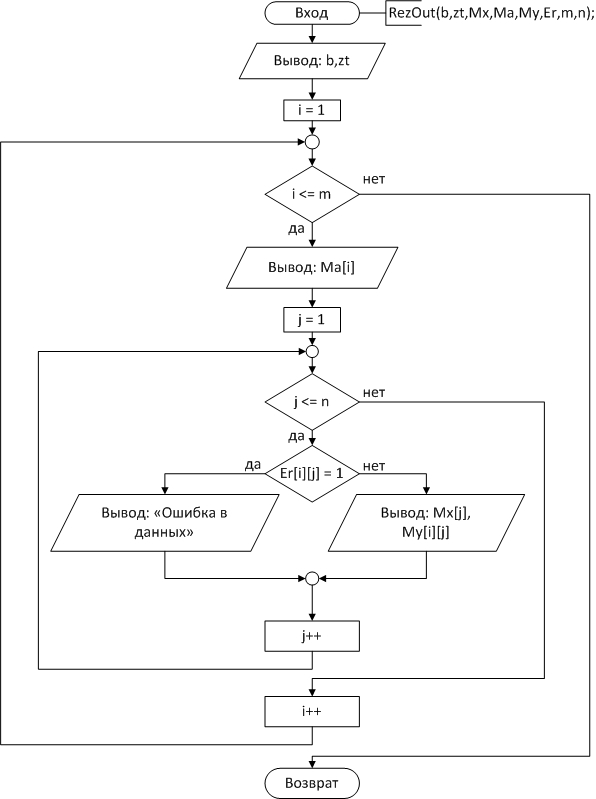 Вход
RezOut(b,zt,Mx,Ma,My,Er,m,n);
Вывод: b,zt
i = 1
i <= m
нет
да
Вывод: Ma[i]
j = 1
j <= n
нет
да
Er[i][j] = 1
да
нет
Вывод: «Ошибка в
данных»
Вывод: Mx[j],
My[i][j]
j++
i++
Возврат